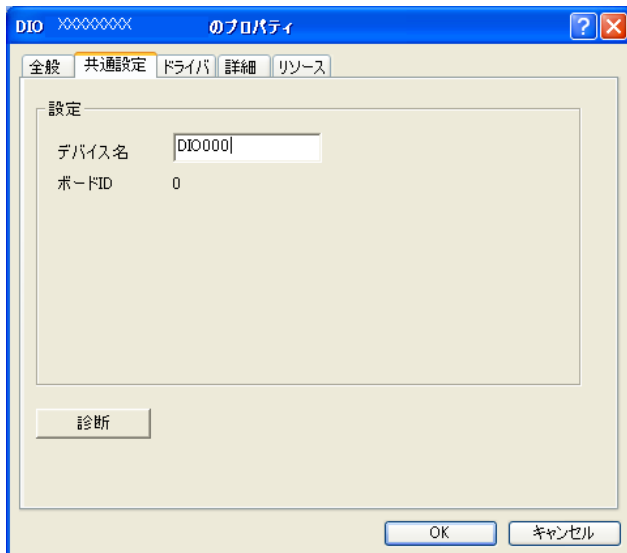 DIO XXXXXXXX のプロパティ
全般 共通設定 ドライバ 詳細 リソース
設定
デバイス名 DIO000
ボードID 0
診断
OK キャンセル